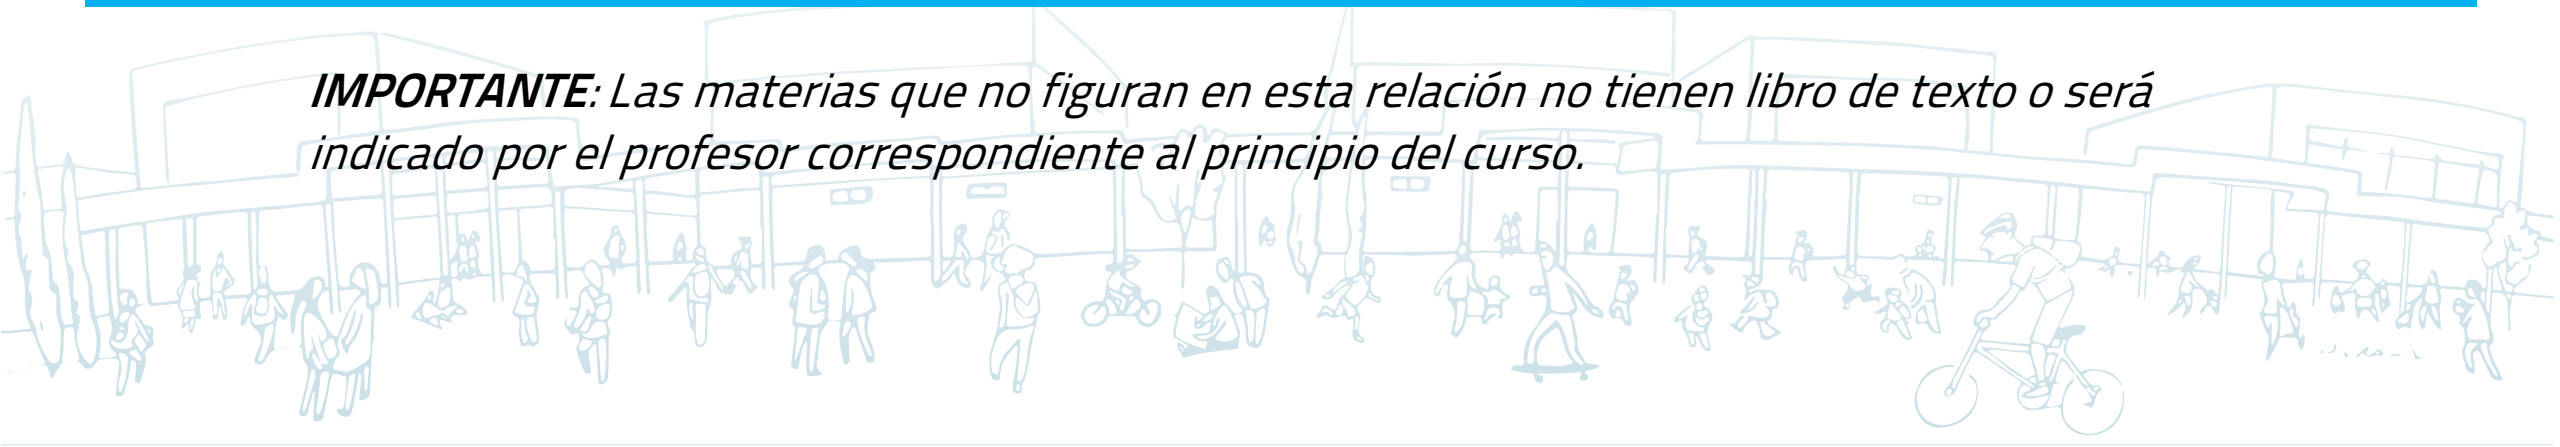 IMPORTANTE: Las materias que no figuran en esta relación no tienen libro de texto o será
indicado por el profesor correspondiente al principio del curso.